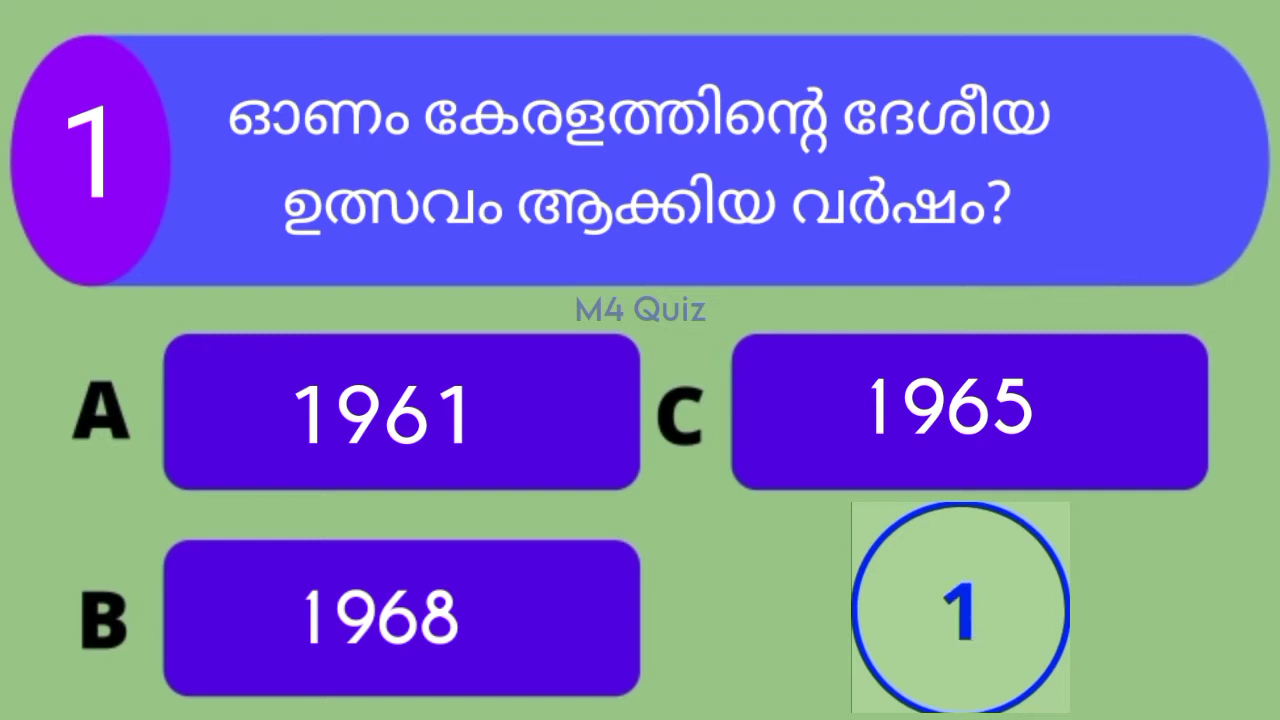 1
ഓണം കേരളത്തിന്റെ ദേശീയ
ഉത്സവം ആക്കിയ വർഷം?
M4 Quiz
A 1961
C 1965
B 1968
1